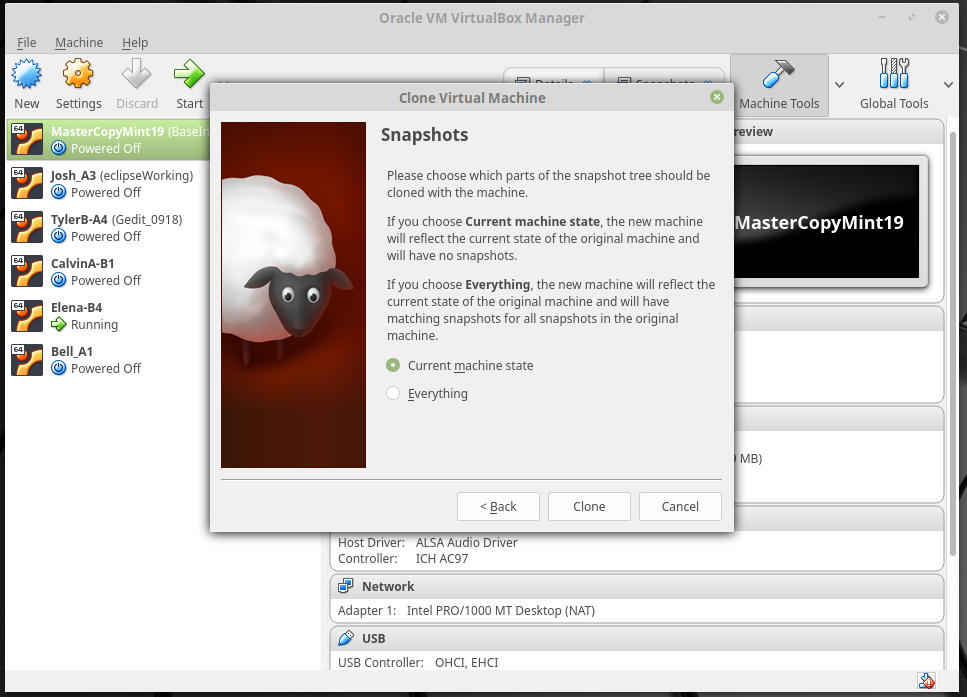 Oracle VM VirtualBox Manager
File Machine Help
New Settings Discard Start
Details Snapshots
Machine Tools Global Tools
64 MasterCopyMint19 (BaseIn
Powered Off
64 Josh_A3 (eclipseWorking)
Powered Off
64 TylerB-A4 (Gedit_0918)
Powered Off
64 CalvinA-B1
Powered Off
64 Elena-B4
Running
64 Bell_A1
Powered Off
Clone Virtual Machine
Snapshots
Please choose which parts of the snapshot tree should be
cloned with the machine.
If you choose Current machine state, the new machine
will reflect the current state of the original machine and
will have no snapshots.
If you choose Everything, the new machine will reflect the
current state of the original machine and will have
matching snapshots for all snapshots in the original
machine.
Current machine state
Everything
< Back Clone Cancel
review
MasterCopyMint19
MB)
Host Driver: ALSA Audio Driver
Controller: ICH AC97
Network
Adapter 1: Intel PRO/1000 MT Desktop (NAT)
USB
USB Controller: OHCI, EHCI